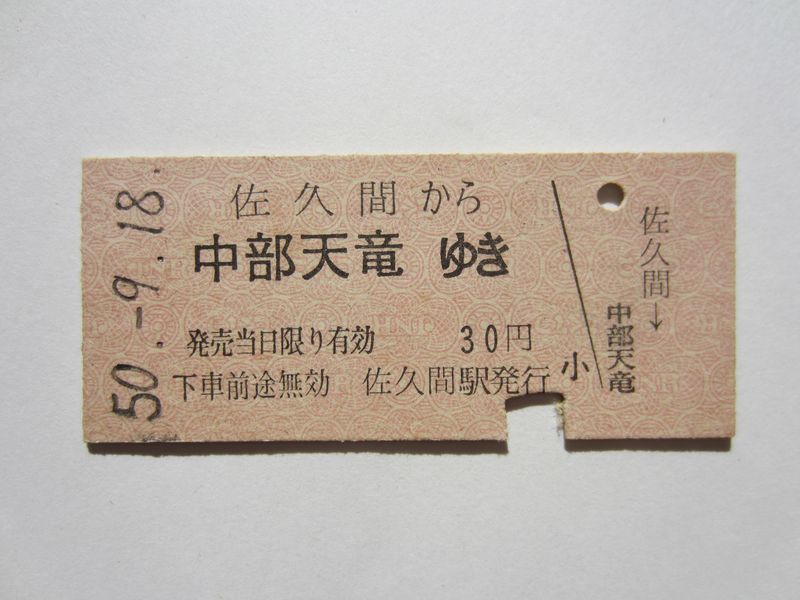 50.-9.18.
佐久間から
中部天竜 ゆき
発売当日限り有効 30円
下車前途無効 佐久間駅発行
小
佐久間→
中部天竜